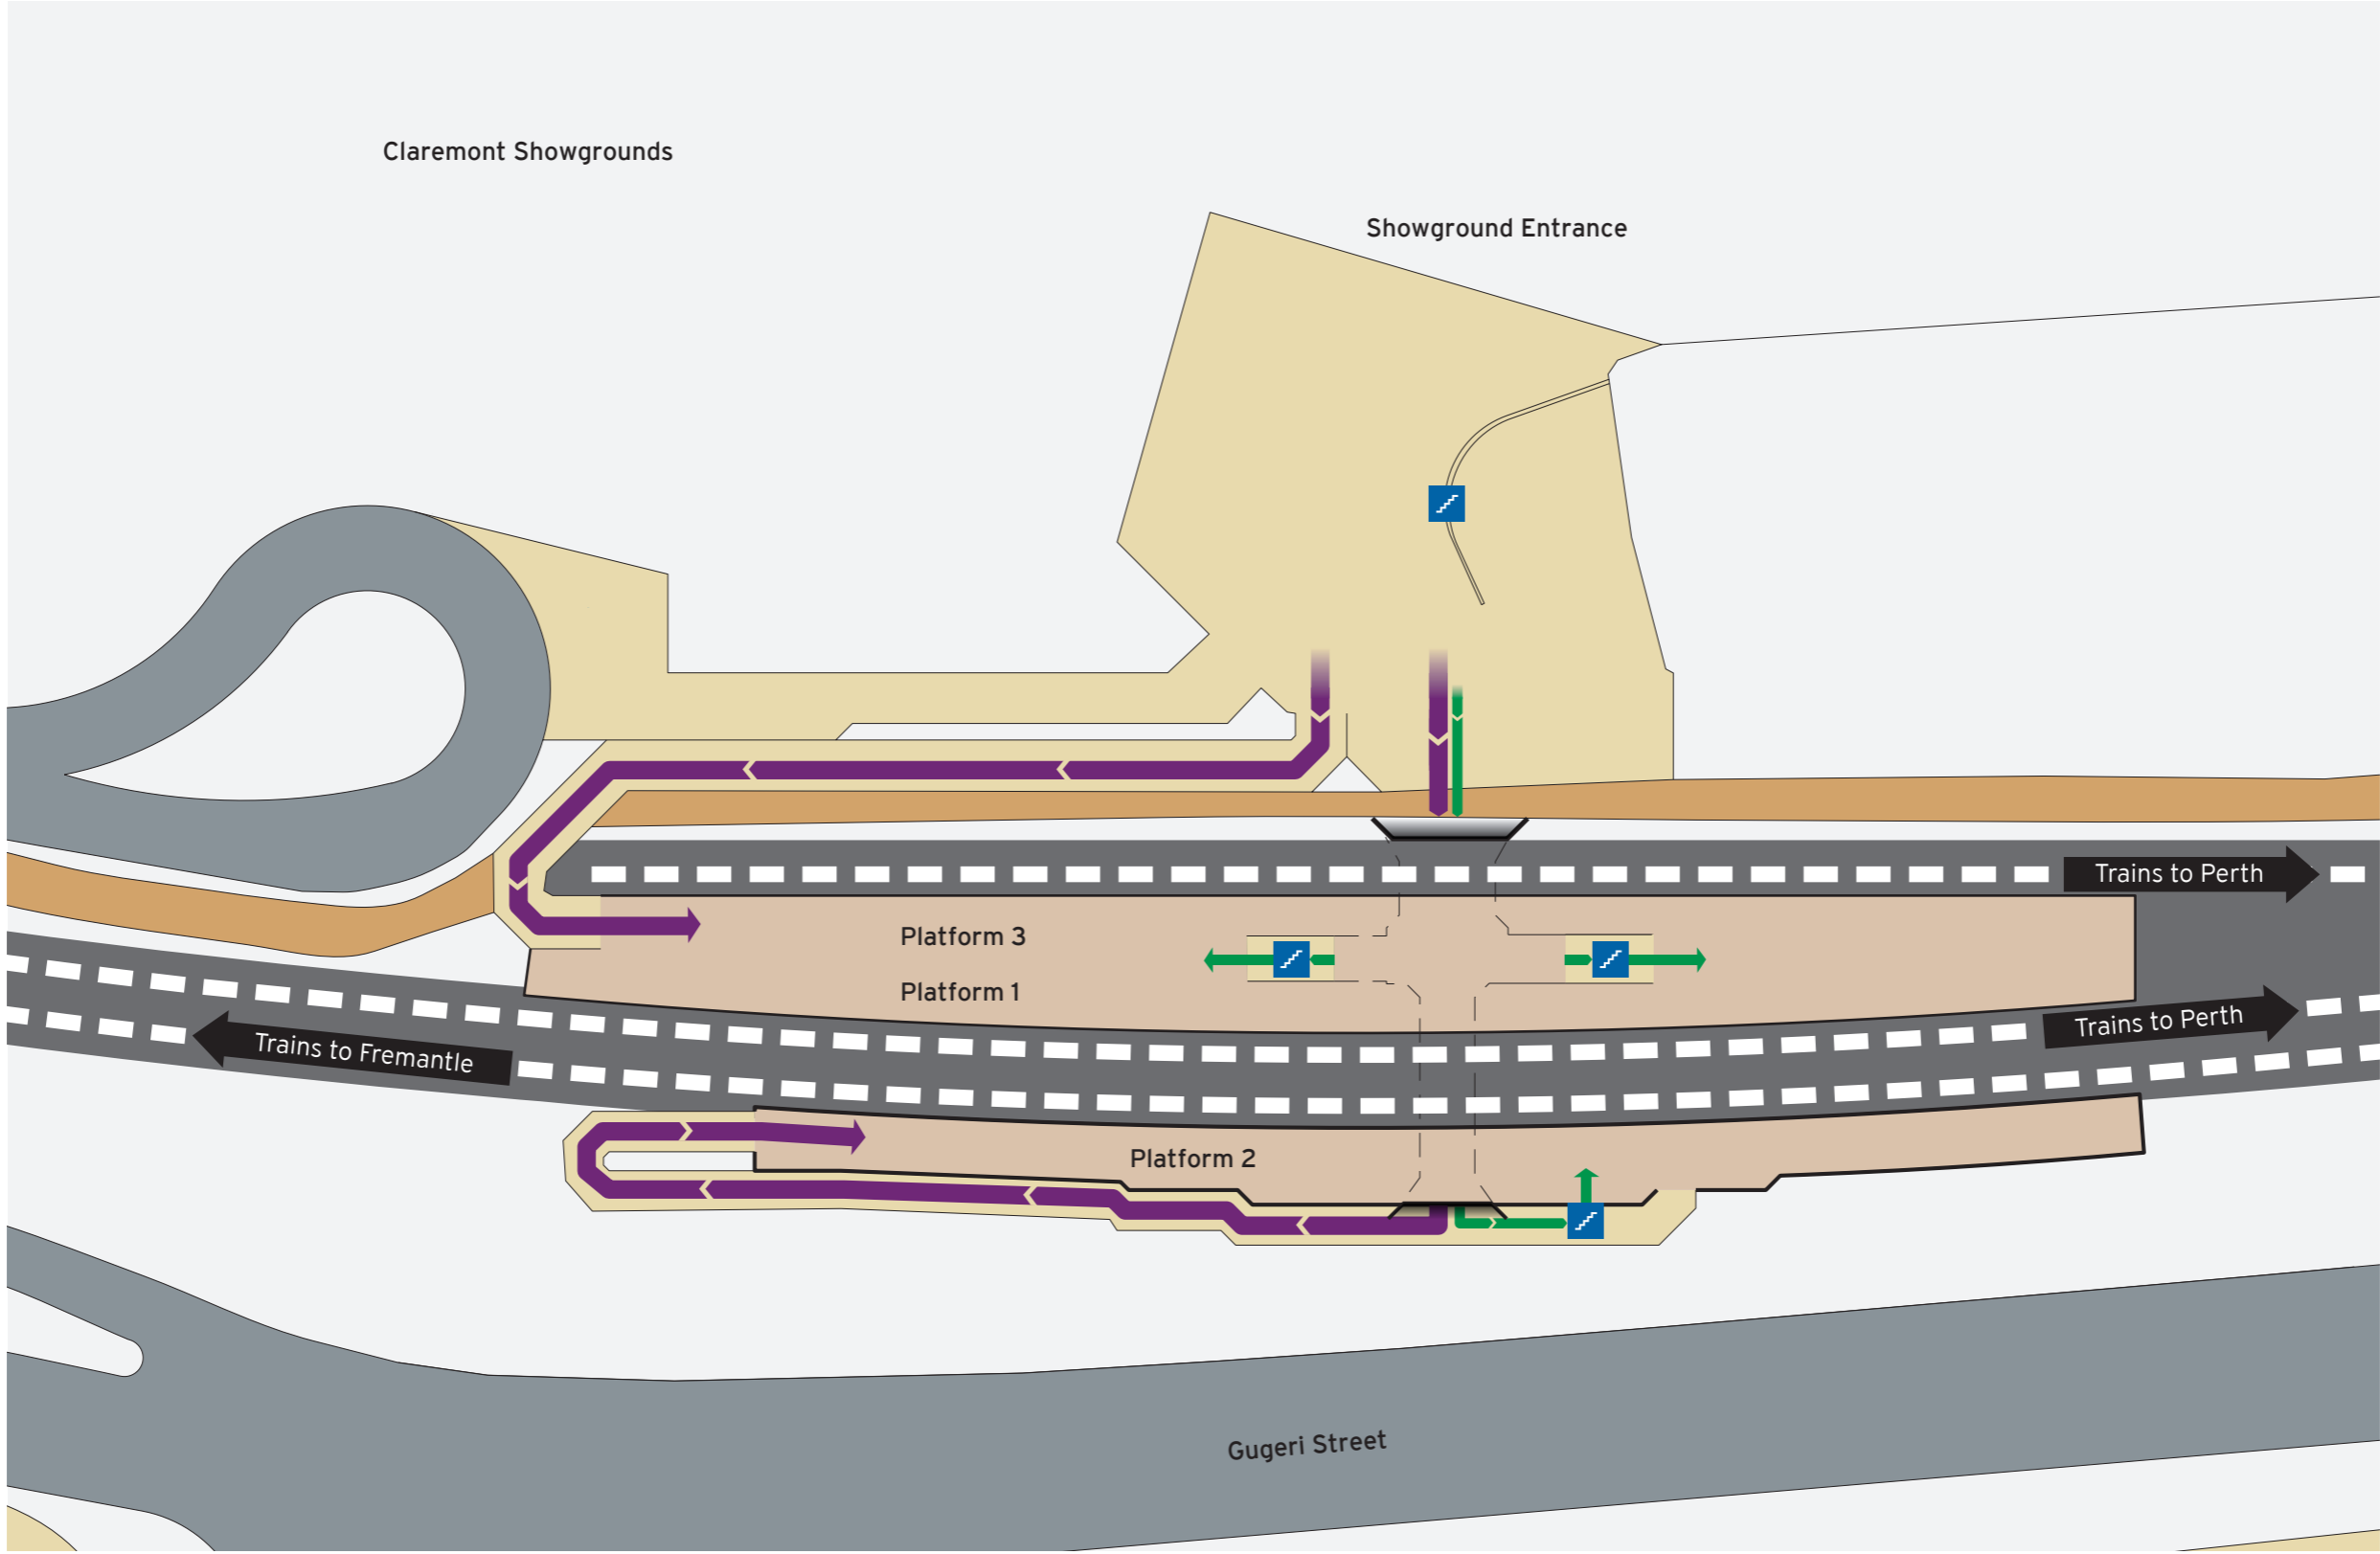 Claremont Showgrounds
Showground Entrance
Trains to Perth
Platform 3
Platform 1
Trains to Perth
Trains to Fremantle
Platform 2
Gugeri Street